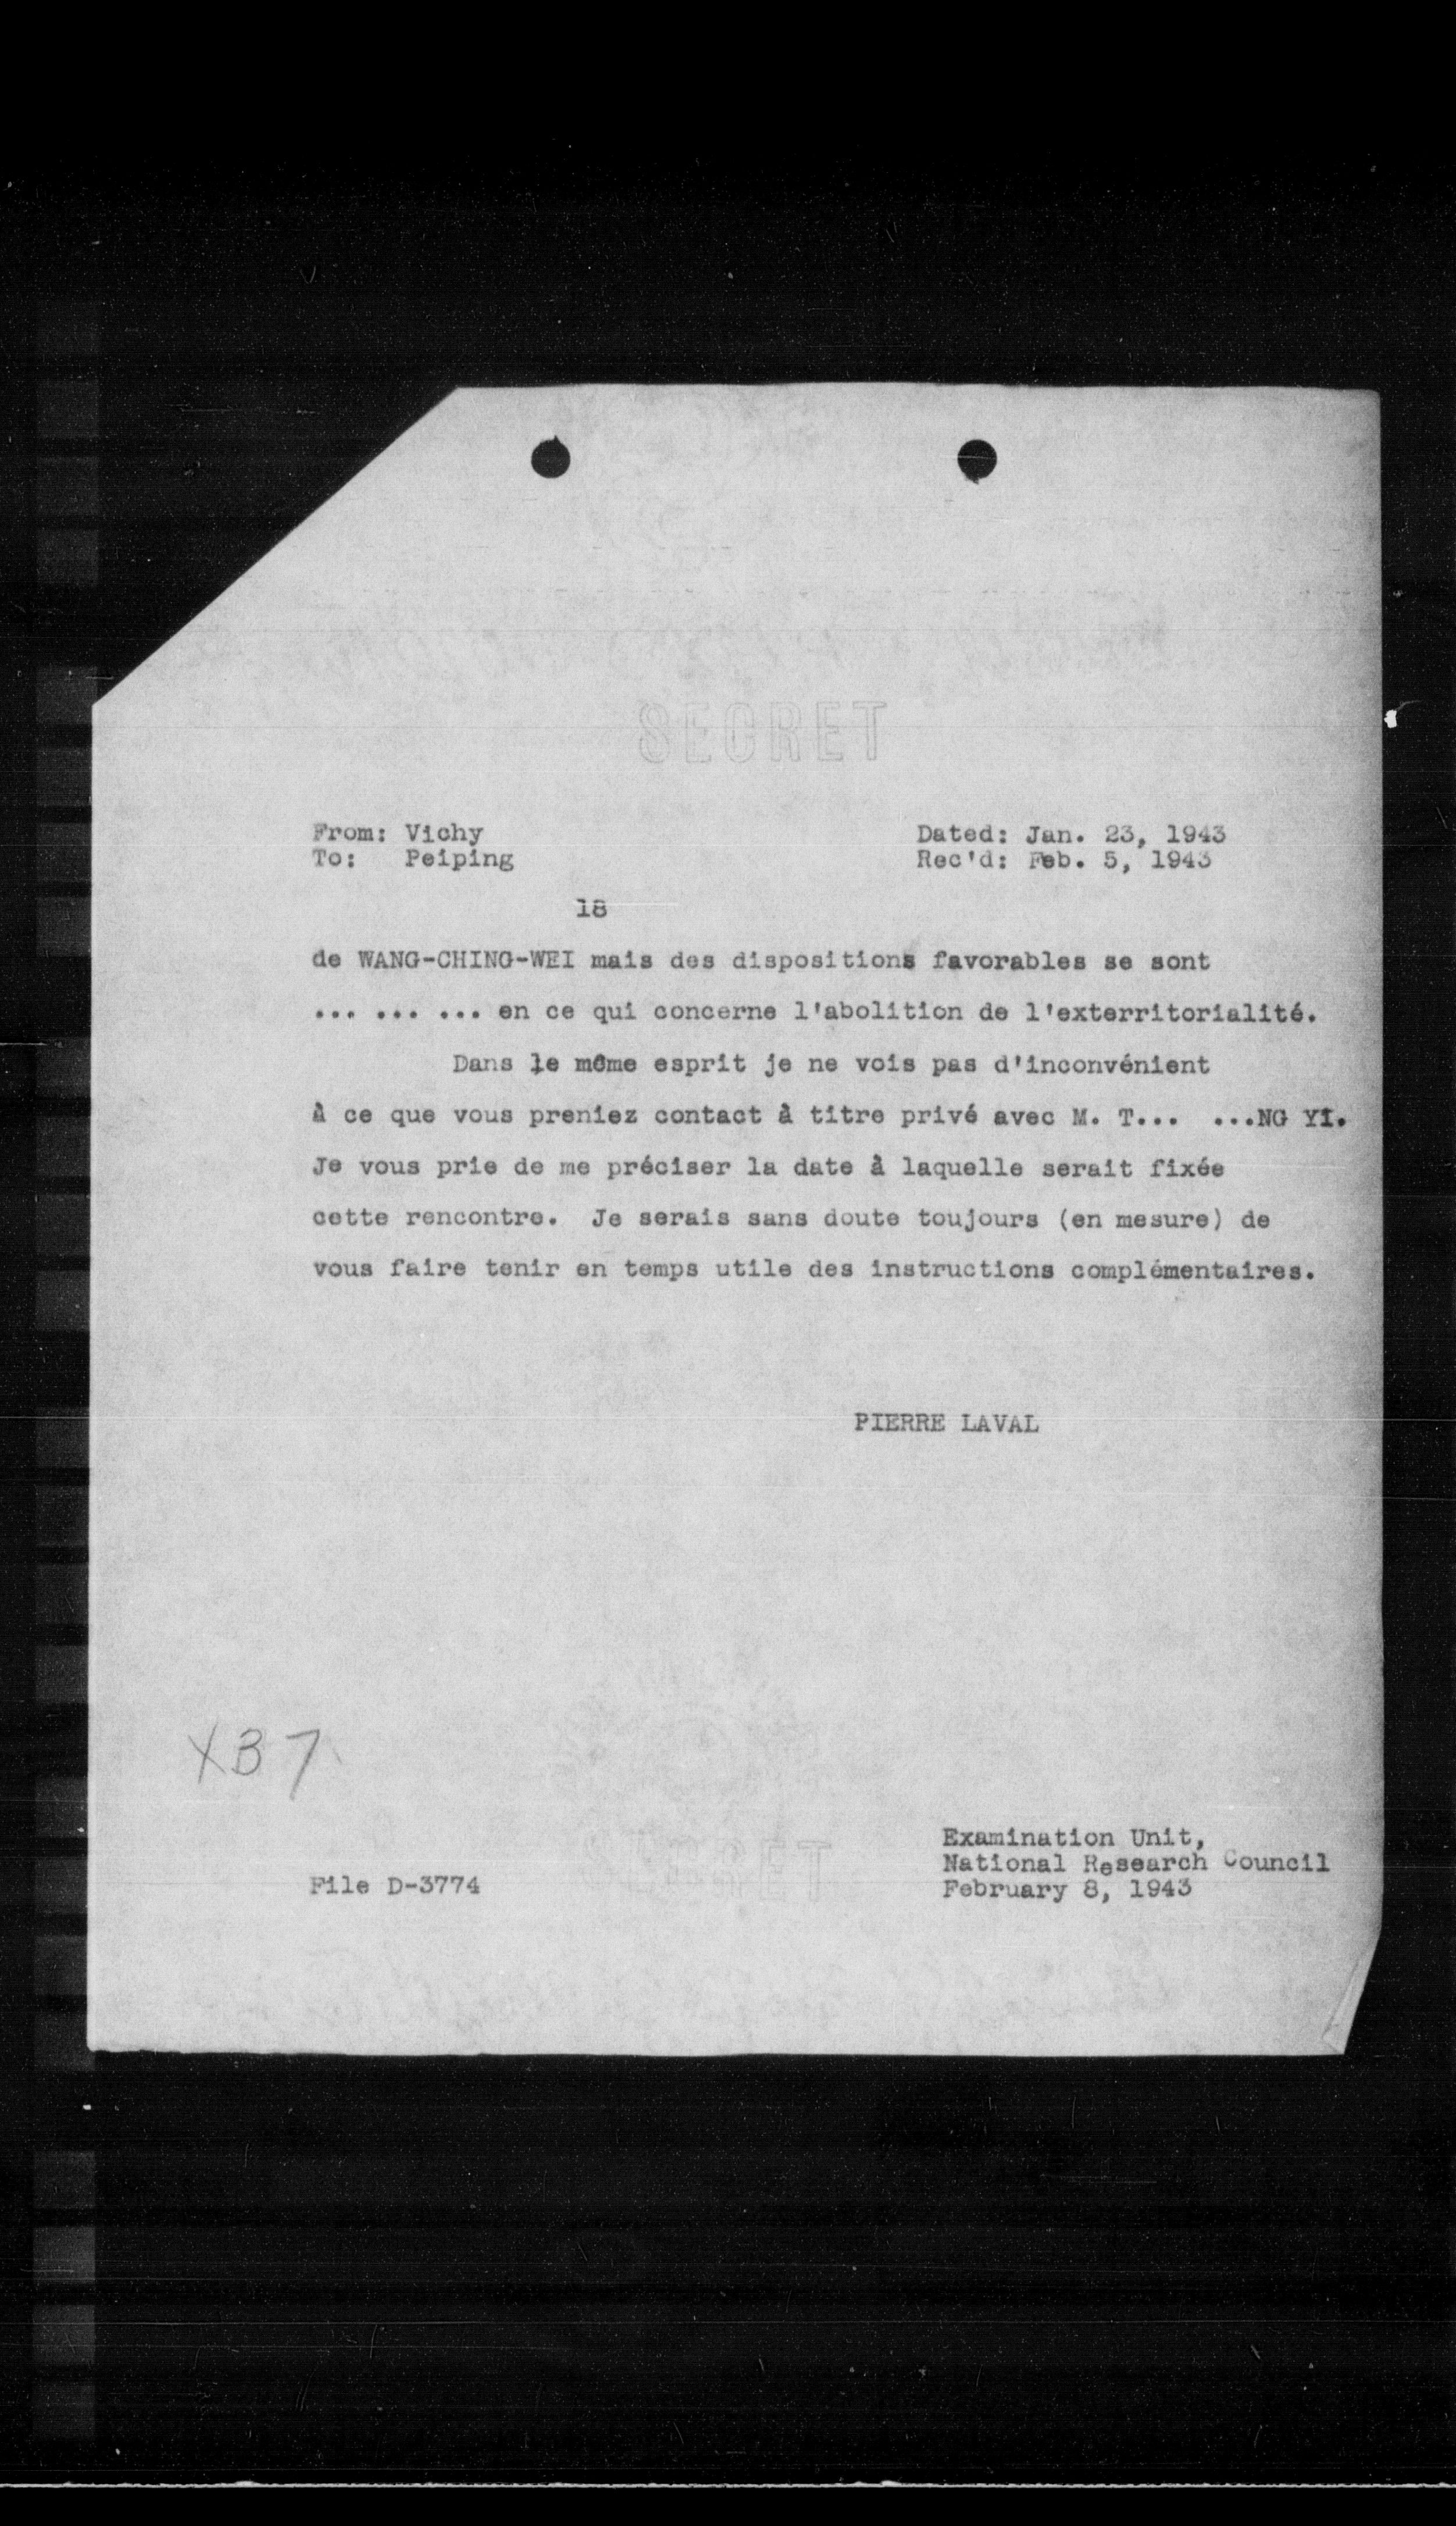 SECRET
From: Vichy
Dated: Jan. 23, 1943
To: Peiping
Rec'd: Feb. 5, 1943
18
de WANG-CHING-WEI mais des dispositions favorables se sont
... ... ... en ce qui concerne l'abolition de l'exterritorialité.
Dans le même esprit je ne vois pas d'inconvénient
à ce que vous preniez contact à titre privé avec M. T... ...NG YI.
Je vous prie de me préciser la date à laquelle serait fixée
cette rencontre. Je serais sans doute toujours (en mesure) de
vous faire tenir en temps utile des instructions complémentaires.
PIERRE LAVAL
XB7
Examination Unit,
National Research Council
File D-3774
February 8, 1943
SECRET